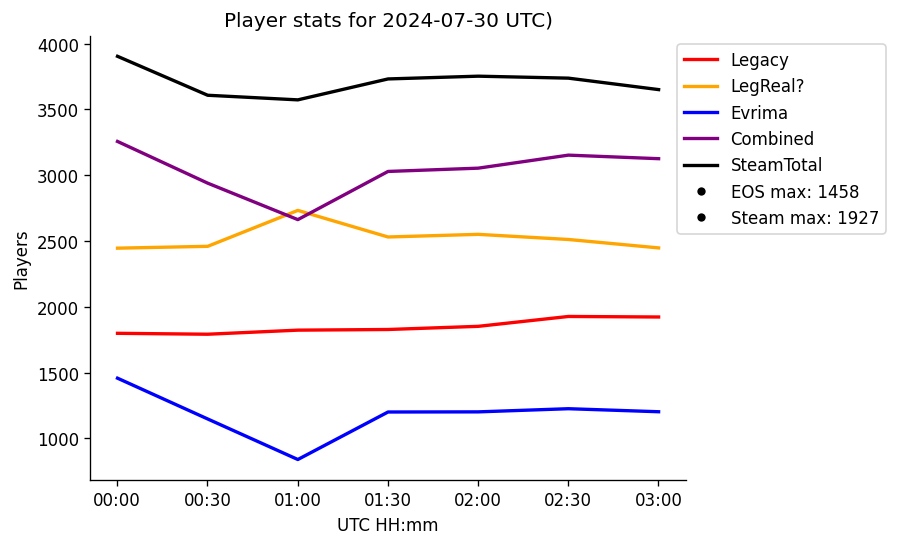 Player stats for 2024-07-30 UTC)
4000
3500
3000
2500
2000
1500
1000
Players
00:00 00:30 01:00 01:30 02:00 02:30 03:00
UTC HH:mm
Legacy
LegReal?
Evrima
Combined
SteamTotal
EOS max: 1458
Steam max: 1927